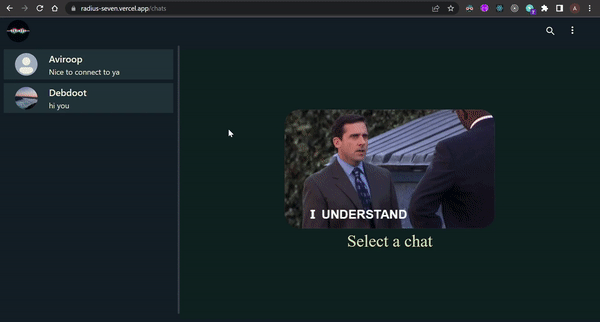 radius-seven.vercel.app/chats
A
Aviroop
Nice to connect to ya
Debdoot
hi you
I UNDERSTAND
Select a chat